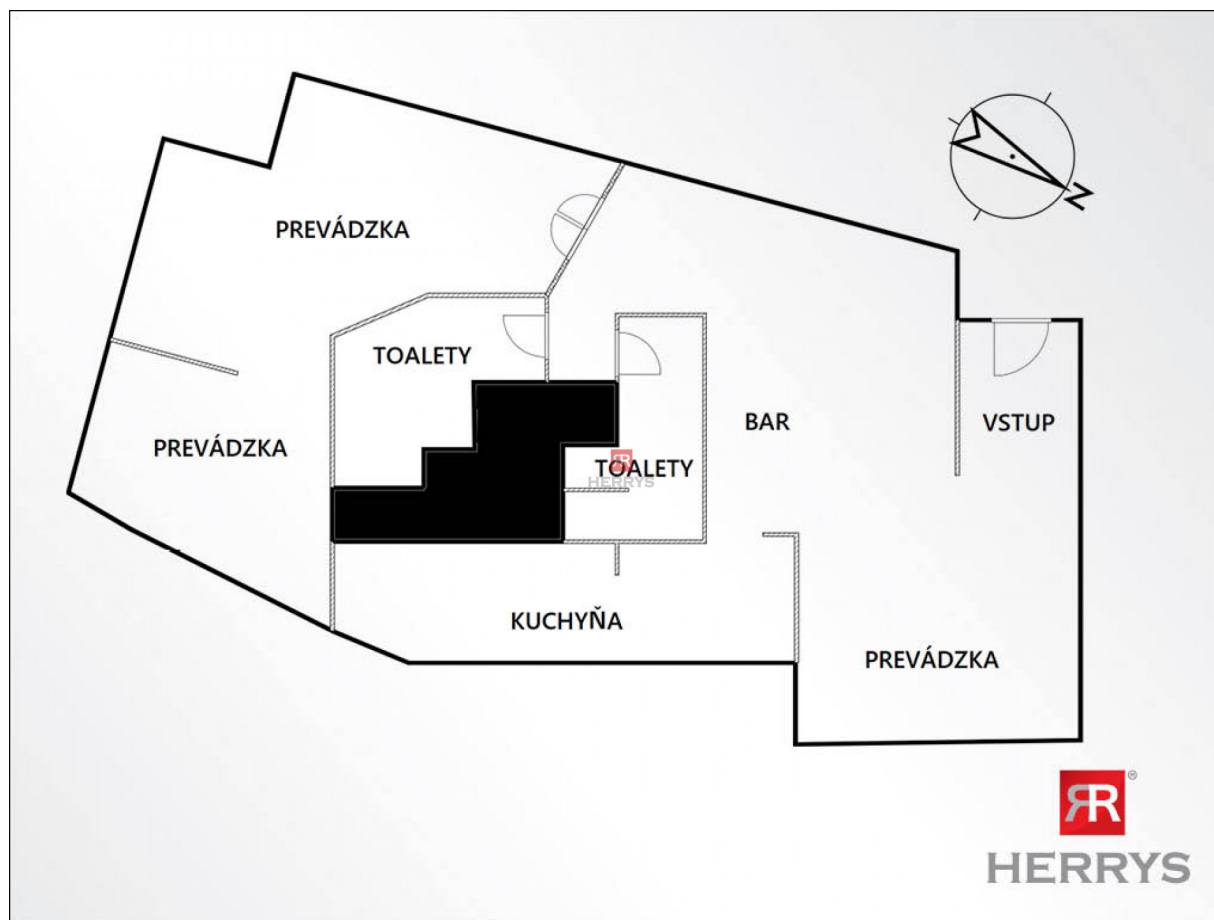 PREVÁDZKA
N
TOALETY
PREVÁDZKA
BAR
VSTUP
TOALETY
HERRYS
KUCHYŇA
PREVÁDZKA
HERRYS